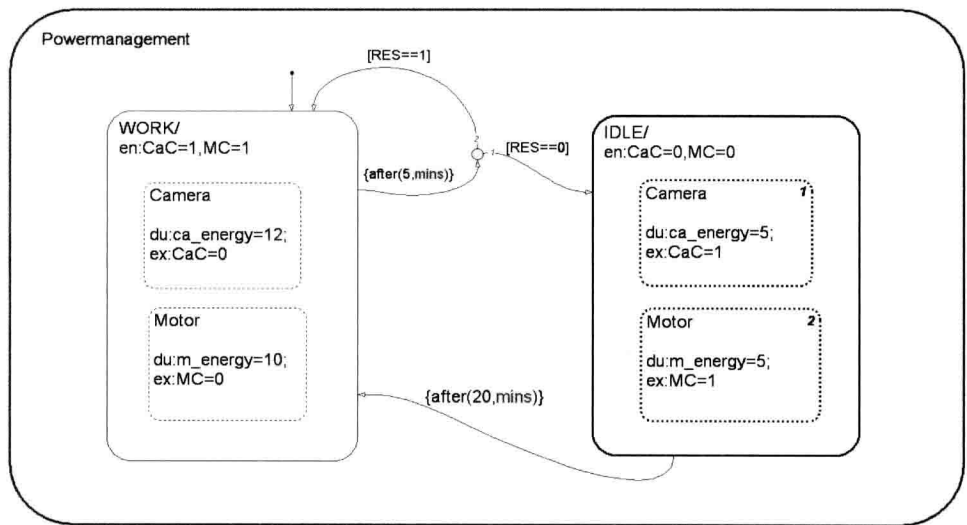 Powermanagement
[RES==1]
WORK/
en:CaC=1,MC=1
2
1
[RES==0]
{after(5,mins)}
IDLE/
en:CaC=0,MC=0
Camera
du:ca_energy=12;
ex:CaC=0
Camera
1
du:ca_energy=5;
ex:CaC=1
Motor
du:m_energy=10;
ex:MC=0
Motor
2
du:m_energy=5;
ex:MC=1
{after(20,mins)}